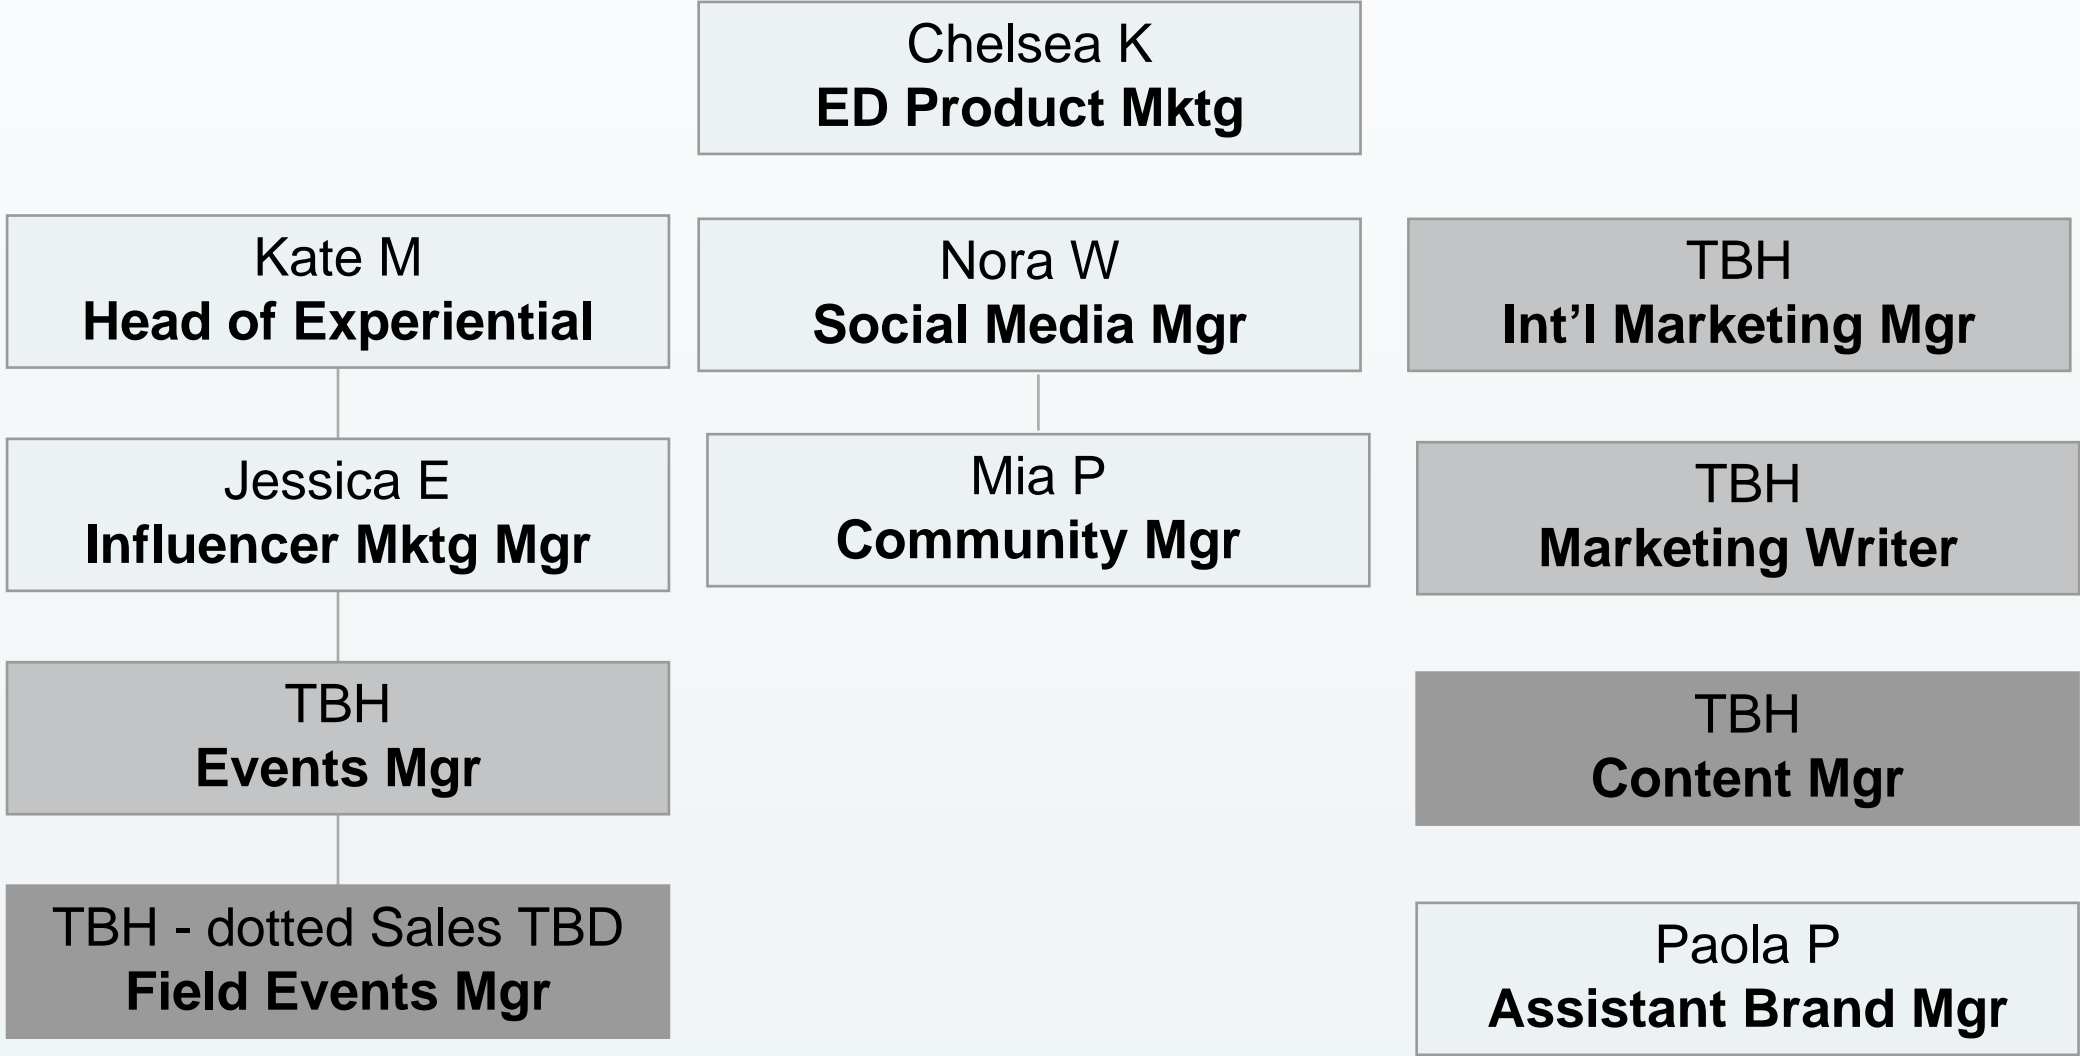 Chelsea K
ED Product Mktg
Kate M
Head of Experiential
Nora W
Social Media Mgr
TBH
Int’l Marketing Mgr
Jessica E
Influencer Mktg Mgr
Mia P
Community Mgr
TBH
Marketing Writer
TBH
Events Mgr
TBH
Content Mgr
TBH - dotted Sales TBD
Field Events Mgr
Paola P
Assistant Brand Mgr